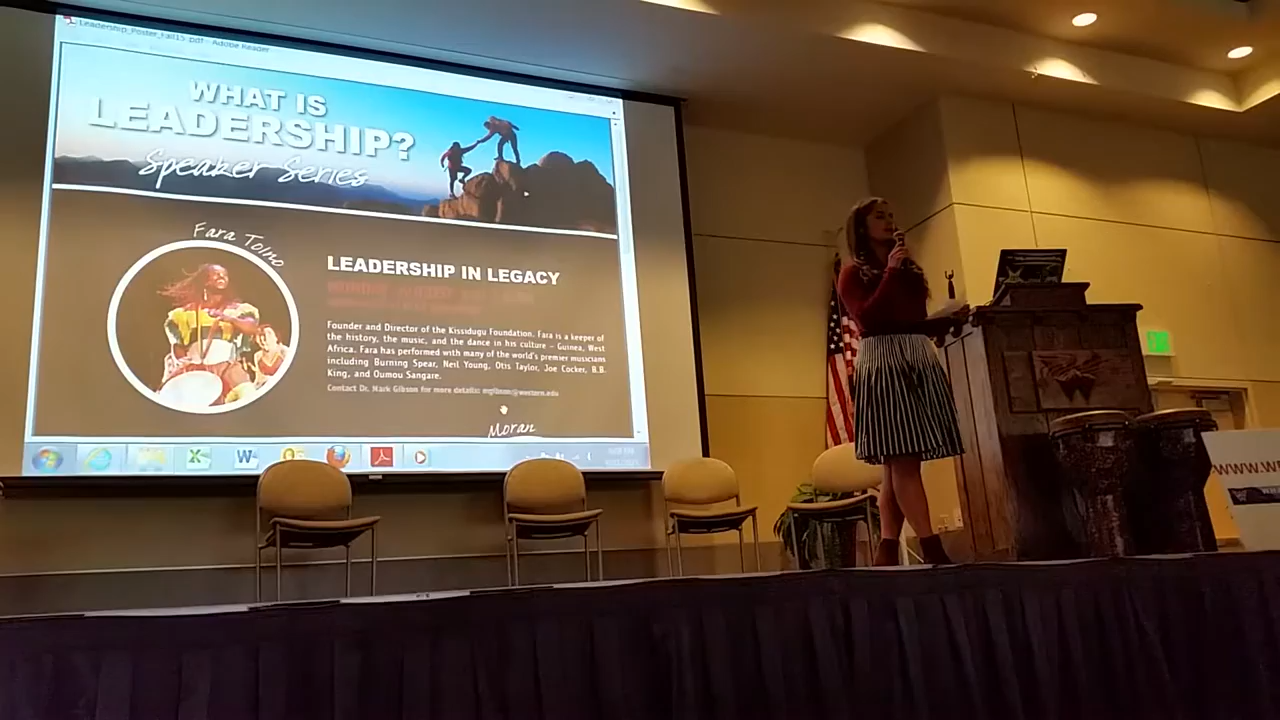 Leadership_Poster_Fall15.pdf - Adobe Reader
WHAT IS
LEADERSHIP?
Speaker Series
Fara Tolno
LEADERSHIP IN LEGACY
Founder and Director of the Kissidugu Foundation. Fara is a keeper of
the history, the music, and the dance in his culture – Guinea, West
Africa. Fara has performed with many of the world's premier musicians
including Burning Spear, Neil Young, Otis Taylor, Joe Cocker, B.B.
King, and Oumou Sangare.
Contact Dr. Mark Gibson for more details: mgibson@western.edu
Moran
WWW.W